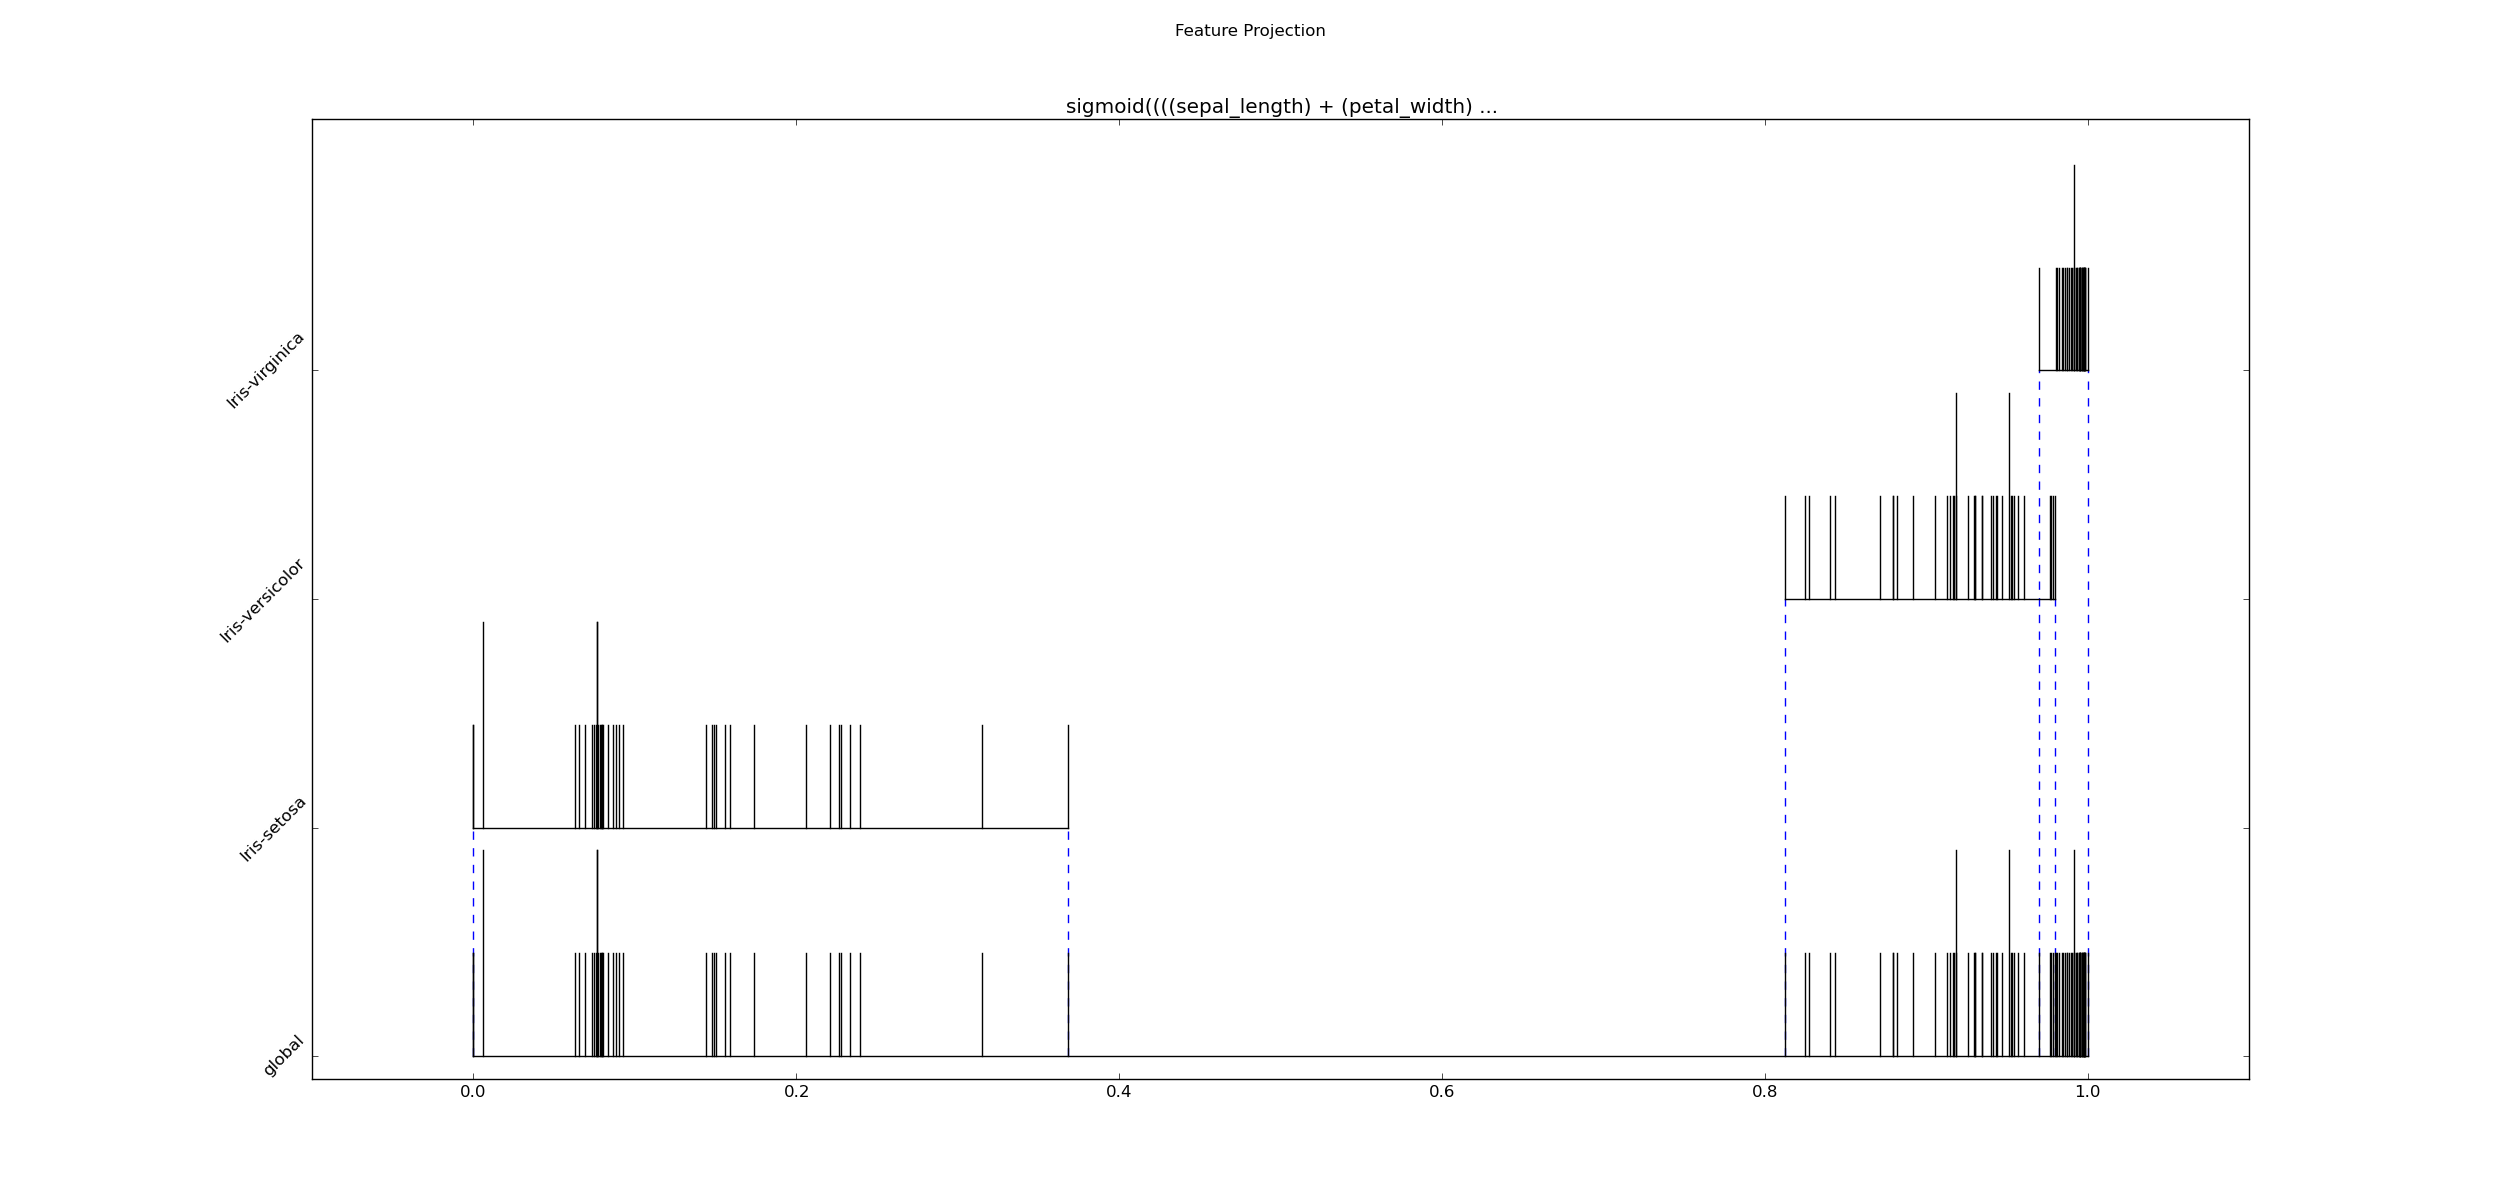 Feature Projection
sigmoid((((sepal_length) + (petal_width) ...
Iris-virginica
Iris-versicolor
Iris-setosa
global
0.0 0.2 0.4 0.6 0.8 1.0